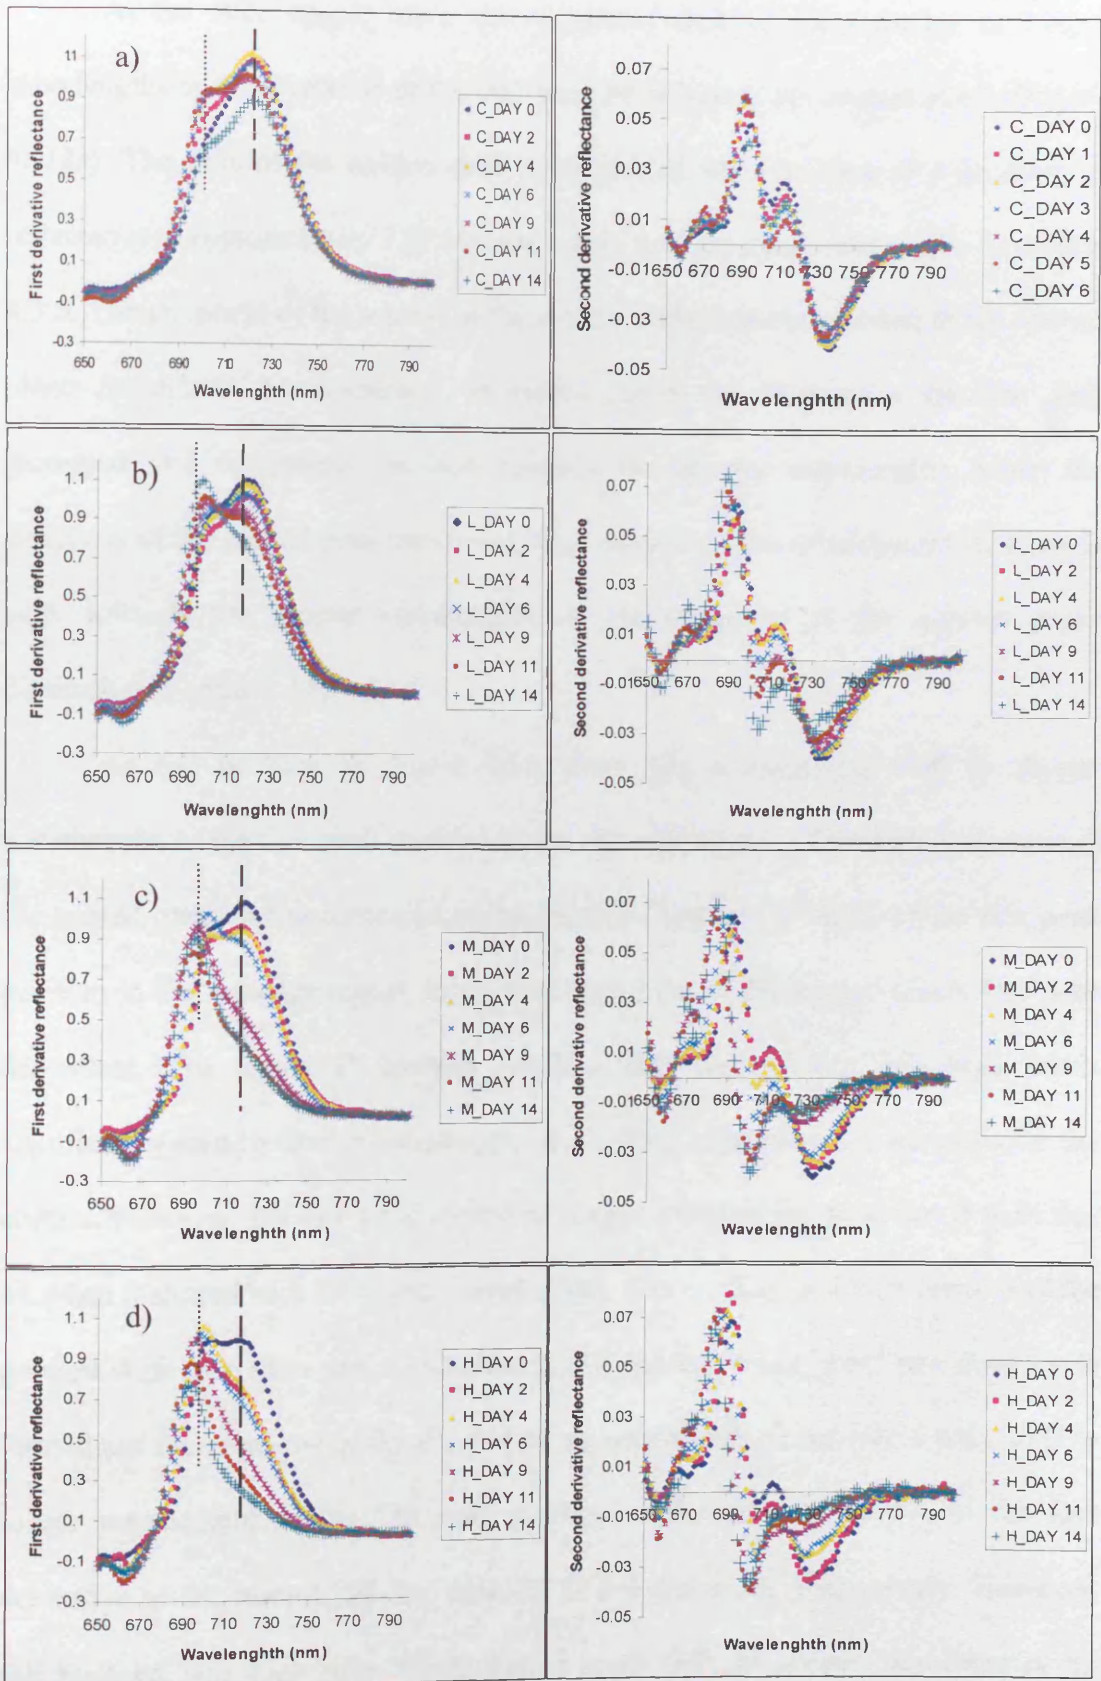 a)
First derivative reflectance
11
0.9
0.7
0.5
0.3
0.1
-0.1
-0.3
650 670 690 710 730 750 770 790
Wavelenghth (nm)
C_DAY 0
C_DAY 2
C_DAY 4
C_DAY 6
C_DAY 9
C_DAY 11
C_DAY 14
Second derivative reflectance
0.07
0.05
0.03
0.01
-0.01
-0.03
-0.05
650 670 690 710 730 750 770 790
Wavelenghth (nm)
C_DAY 0
C_DAY 1
C_DAY 2
C_DAY 3
C_DAY 4
C_DAY 5
C_DAY 6
b)
First derivative reflectance
1.1
0.9
0.7
0.5
0.3
0.1
-0.1
-0.3
650 670 690 710 730 750 770 790
Wavelenghth (nm)
L_DAY 0
L_DAY 2
L_DAY 4
L_DAY 6
L_DAY 9
L_DAY 11
L_DAY 14
Second derivative reflectance
0.07
0.05
0.03
0.01
-0.01
-0.03
-0.05
650 670 690 710 730 750 770 790
Wavelenghth (nm)
L_DAY 0
L_DAY 2
L_DAY 4
L_DAY 6
L_DAY 9
L_DAY 11
L_DAY 14
c)
First derivative reflectance
1.1
0.9
0.7
0.5
0.3
0.1
-0.1
-0.3
650 670 690 710 730 750 770 790
Wavelenghth (nm)
M_DAY 0
M_DAY 2
M_DAY 4
M_DAY 6
M_DAY 9
M_DAY 11
M_DAY 14
Second derivative reflectance
0.07
0.05
0.03
0.01
-0.01
-0.03
-0.05
650 670 690 710 730 750 770 790
Wavelenghth (nm)
M_DAY 0
M_DAY 2
M_DAY 4
M_DAY 6
M_DAY 9
M_DAY 11
M_DAY 14
d)
First derivative reflectance
1.1
0.9
0.7
0.5
0.3
0.1
-0.1
-0.3
650 670 690 710 730 750 770 790
Wavelenghth (nm)
H_DAY 0
H_DAY 2
H_DAY 4
H_DAY 6
H_DAY 9
H_DAY 11
H_DAY 14
Second derivative reflectance
0.07
0.05
0.03
0.01
-0.01
-0.03
-0.05
650 670 690 710 730 750 770 790
Wavelenghth (nm)
H_DAY 0
H_DAY 2
H_DAY 4
H_DAY 6
H_DAY 9
H_DAY 11
H_DAY 14